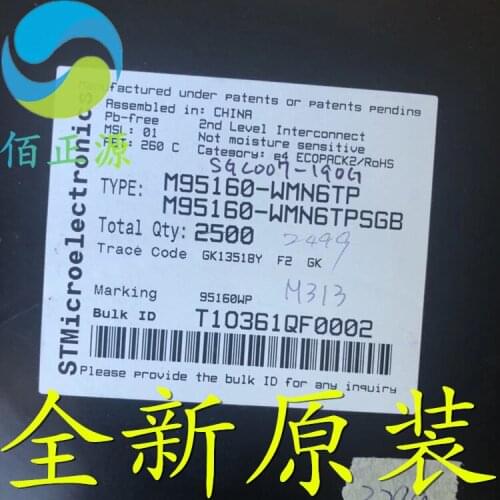 佰正源
STMicroelectronics
ufactured under patents or patents pending
Assembled in: CHINA
Pb-free 2nd Level Interconnect
MSL: 01 Not moisture sensitive
260 C Category: e4 ECOPACK2/RoHS
SGC007-190G
TYPE: M95160-WMN6TP
M95160-WMN6TPSGB
Total Qty: 2500 2499
Trace Code GK13518Y F2 GK
Marking 95160WP M313
Bulk ID T10361QF0002
Please provide the bulk ID for any inquiry
全新原装